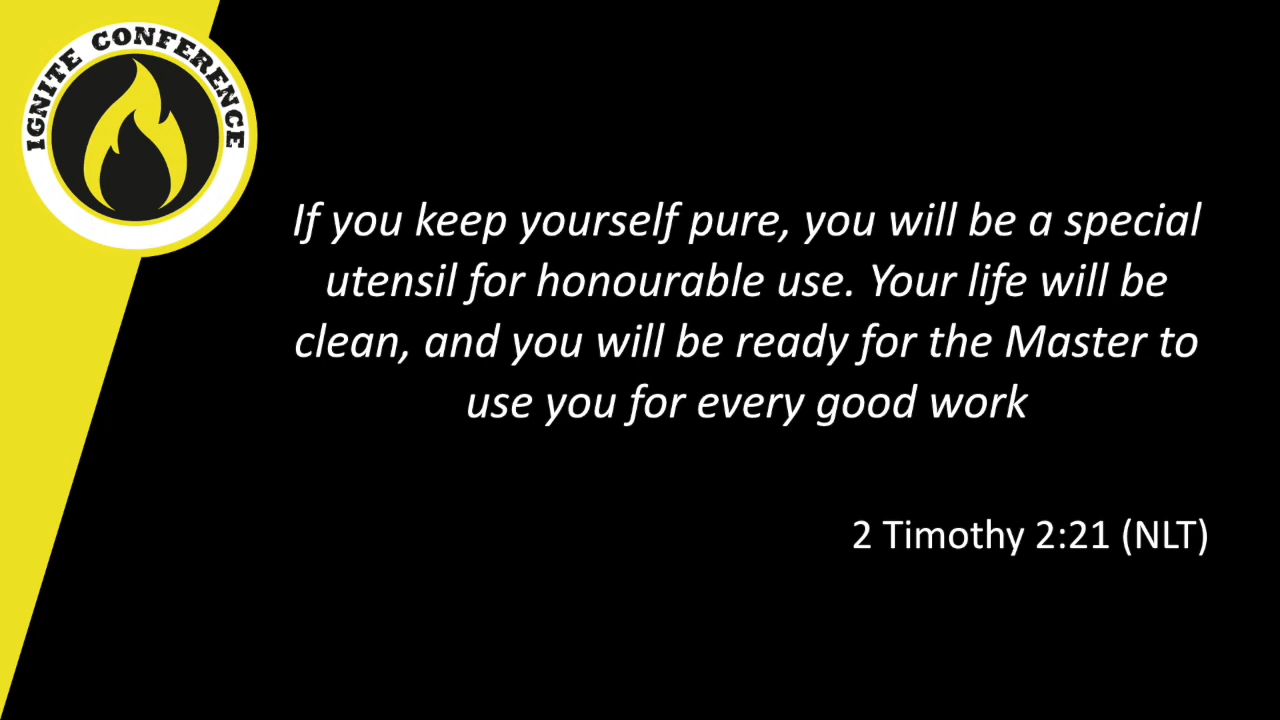 IGNITE CONFERENCE
If you keep yourself pure, you will be a special
utensil for honourable use. Your life will be
clean, and you will be ready for the Master to
use you for every good work
2 Timothy 2:21 (NLT)